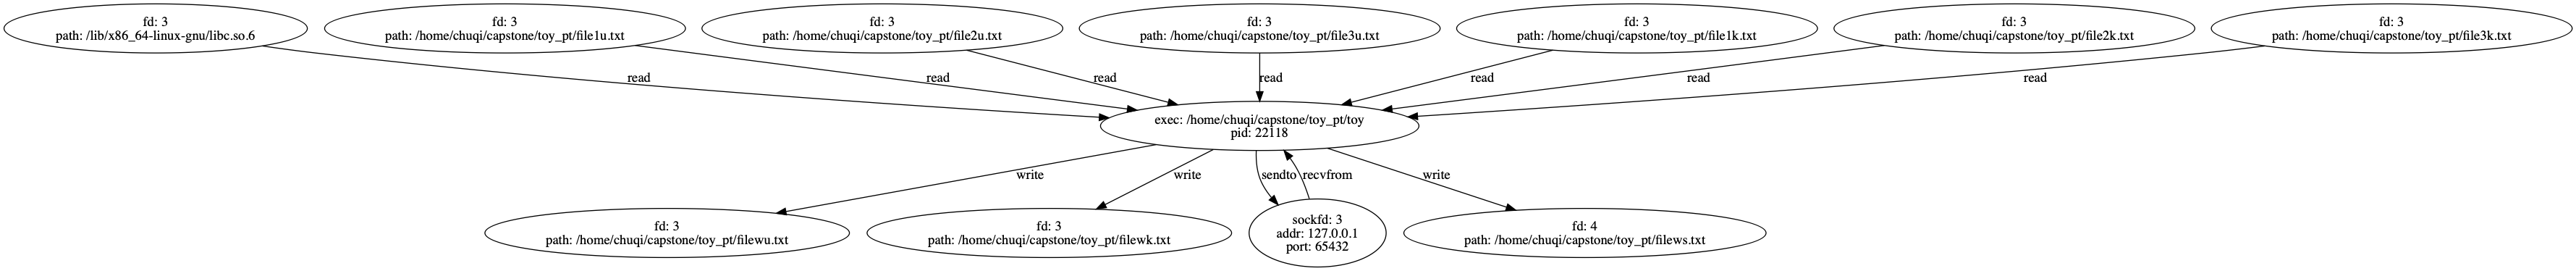 fd: 3
path: /lib/x86_64-linux-gnu/libc.so.6
fd: 3
path: /home/chuqi/capstone/toy_pt/file1u.txt
fd: 3
path: /home/chuqi/capstone/toy_pt/file2u.txt
fd: 3
path: /home/chuqi/capstone/toy_pt/file3u.txt
fd: 3
path: /home/chuqi/capstone/toy_pt/file1k.txt
fd: 3
path: /home/chuqi/capstone/toy_pt/file2k.txt
fd: 3
path: /home/chuqi/capstone/toy_pt/file3k.txt
read
read
read
read
read
read
read
exec: /home/chuqi/capstone/toy_pt/toy
pid: 22118
write
write
sendto
recvfrom
write
fd: 3
path: /home/chuqi/capstone/toy_pt/filewu.txt
fd: 3
path: /home/chuqi/capstone/toy_pt/filewk.txt
sockfd: 3
addr: 127.0.0.1
port: 65432
fd: 4
path: /home/chuqi/capstone/toy_pt/filews.txt